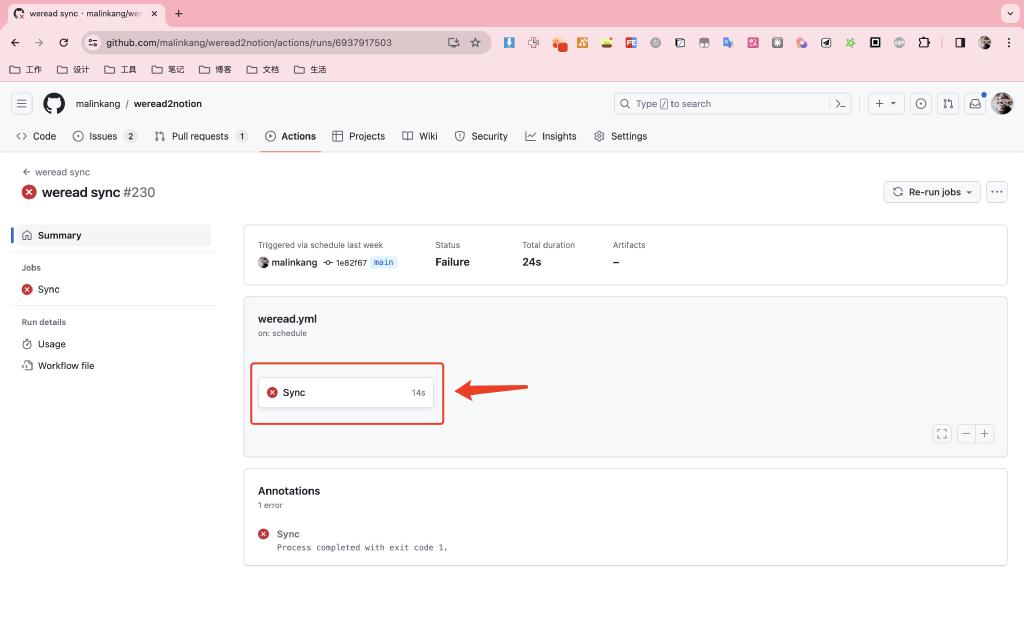 weread sync · malinkang/wer
github.com/malinkang/weread2notion/actions/runs/6937917503
工作 设计 工具 笔记 博客 文档 生活
malinkang / weread2notion
Type / to search
Code Issues 2 Pull requests 1 Actions Projects Wiki Security Insights Settings
weread sync
weread sync #230
Re-run jobs
Summary
Jobs
Sync
Run details
Usage
Workflow file
Triggered via schedule last week Status Total duration Artifacts
malinkang 1e82f67 main Failure 24s –
weread.yml
on: schedule
Sync 14s
Annotations
1 error
Sync
Process completed with exit code 1.